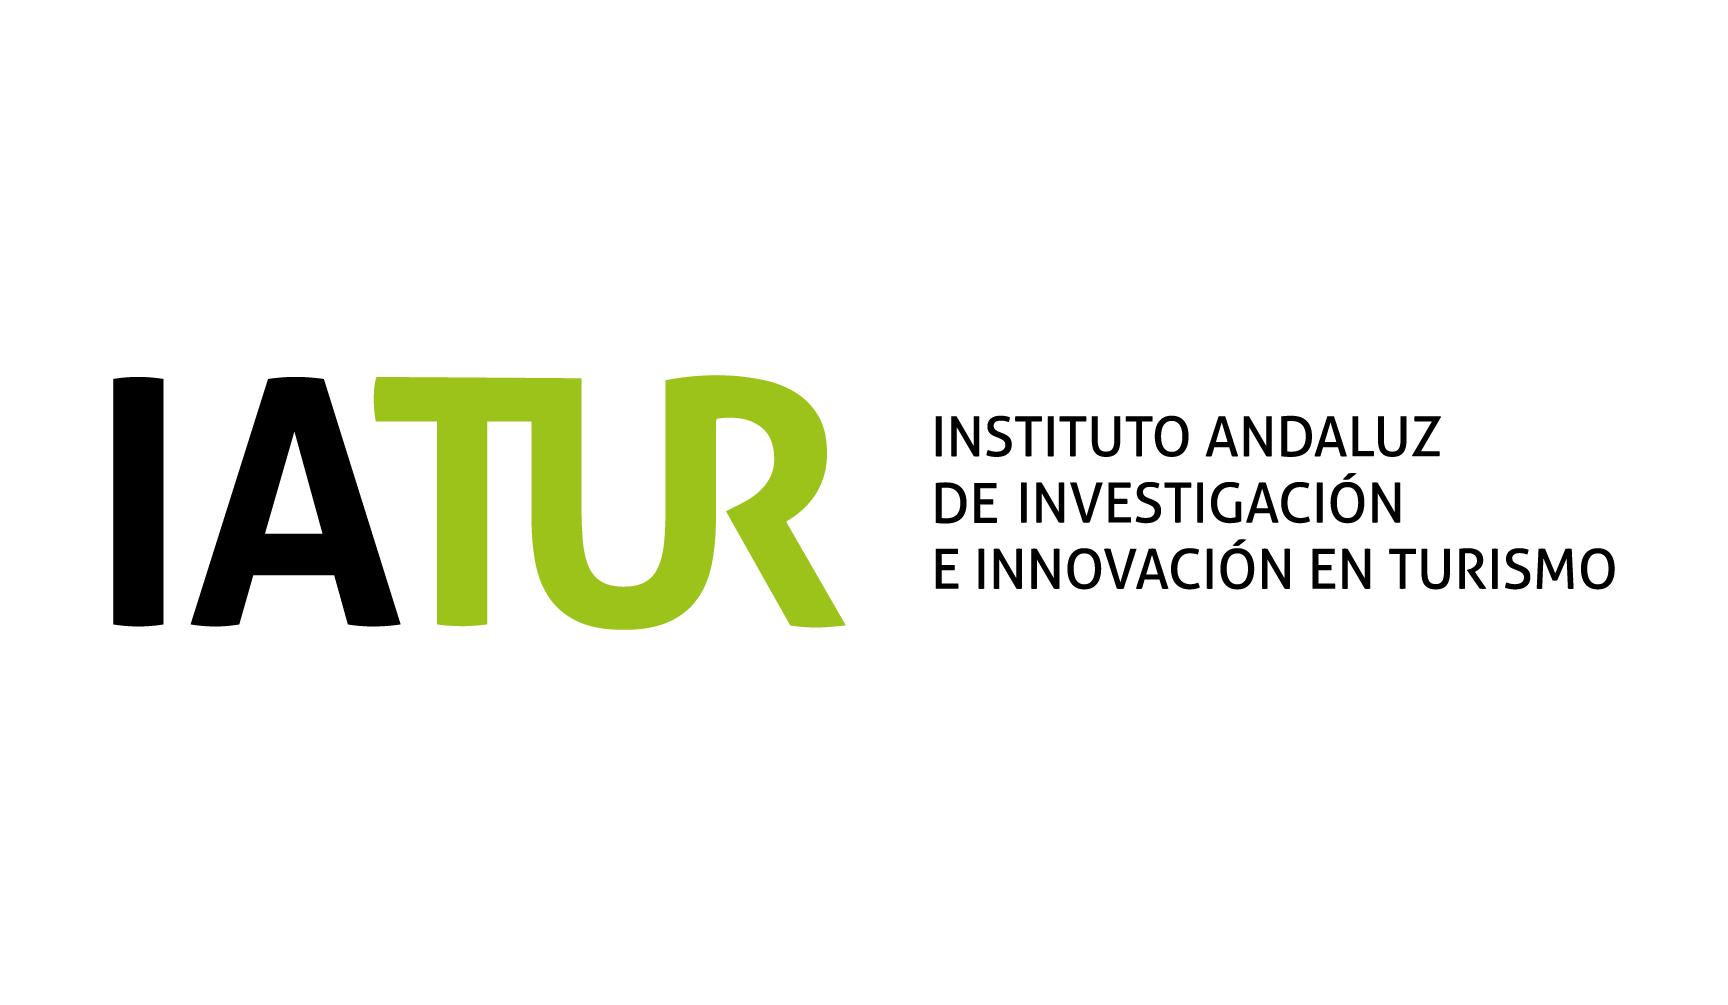 IATUR
INSTITUTO ANDALUZ
DE INVESTIGACIÓN
E INNOVACIÓN EN TURISMO